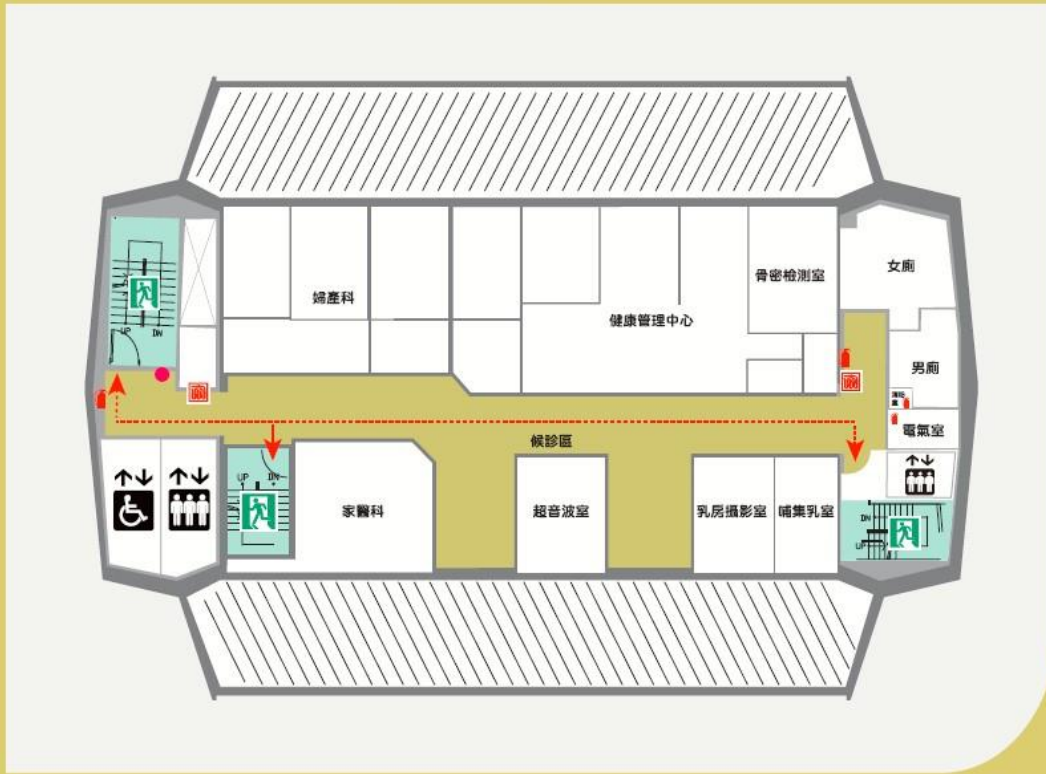 女廁
骨密檢測室
婦產科
健康管理中心
UP DN
男廁
電氣室
候診區
UP DN
家醫科
超音波室
乳房攝影室
哺集乳室
DN
UP